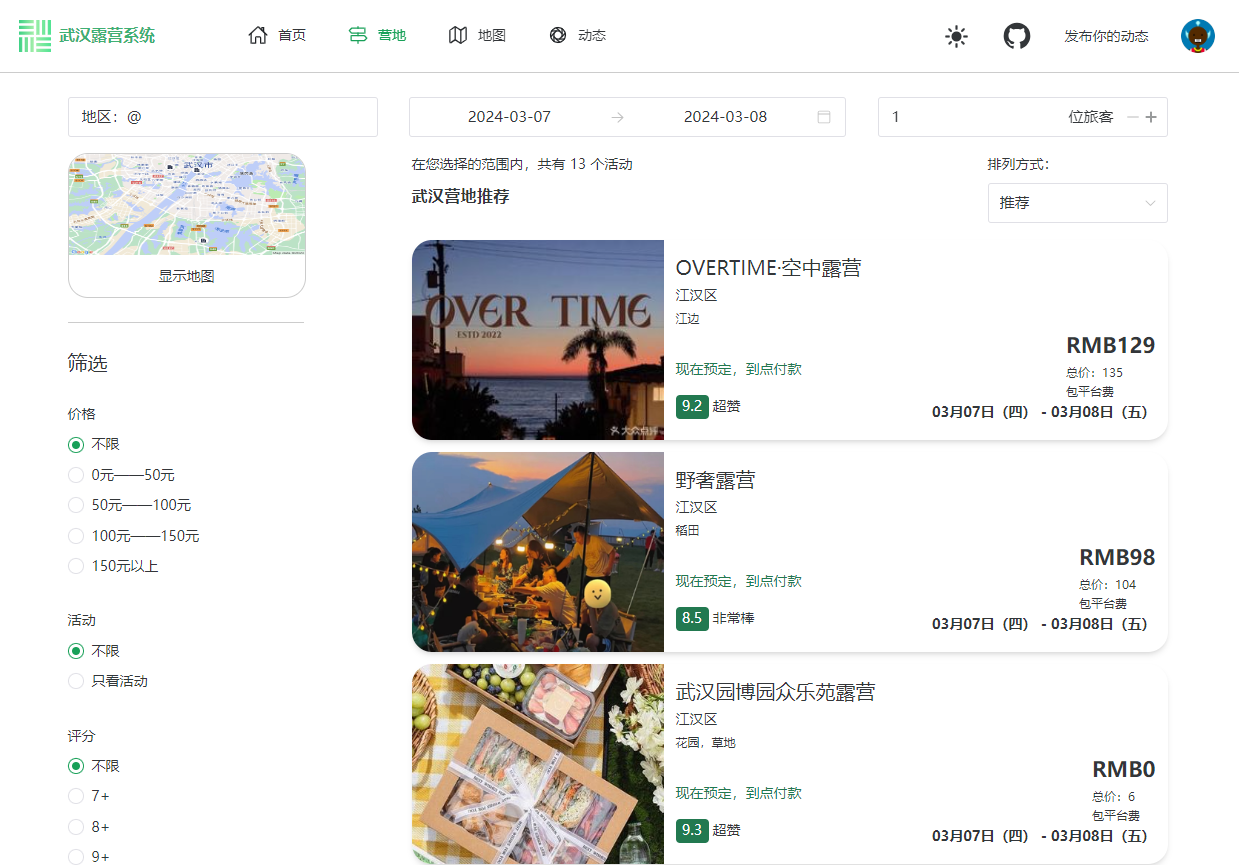 武汉露营系统
首页
营地
地图
动态
发布你的动态
地区：@
2024-03-07
2024-03-08
1
位旅客
武汉市
显示地图
在您选择的范围内，共有 13 个活动
武汉营地推荐
排列方式：
推荐
筛选
价格
不限
0元——50元
50元——100元
100元——150元
150元以上
活动
不限
只看活动
评分
不限
7+
8+
9+
OVER TIME
ESTD 2022
大众点评
OVERTIME·空中露营
江汉区
江边
现在预定，到点付款
9.2 超赞
RMB129
总价：135
包平台费
03月07日（四） - 03月08日（五）
野奢露营
江汉区
稻田
现在预定，到点付款
8.5 非常棒
RMB98
总价：104
包平台费
03月07日（四） - 03月08日（五）
武汉园博园众乐苑露营
江汉区
花园，草地
现在预定，到点付款
9.3 超赞
RMB0
总价：6
包平台费
03月07日（四） - 03月08日（五）